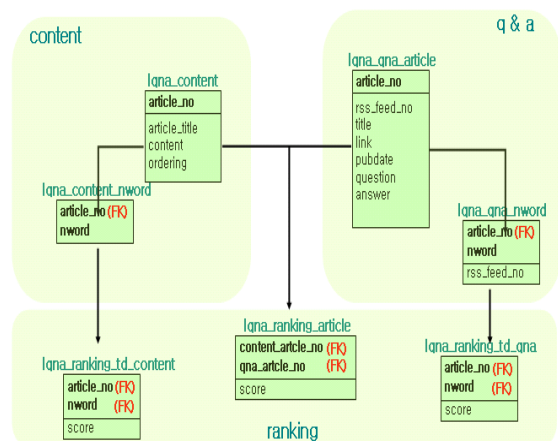 content
q & a
lqna_content
article_no
article_title
content
ordering
lqna_qna_article
article_no
rss_feed_no
title
link
pubdate
question
answer
lqna_content_nword
article_no (FK)
nword
lqna_qna_nword
article_no (FK)
nword
rss_feed_no
lqna_ranking_article
content_artcle_no (FK)
qna_artcle_no (FK)
score
lqna_ranking_td_content
article_no (FK)
nword (FK)
score
lqna_ranking_td_qna
article_no (FK)
nword (FK)
score
ranking